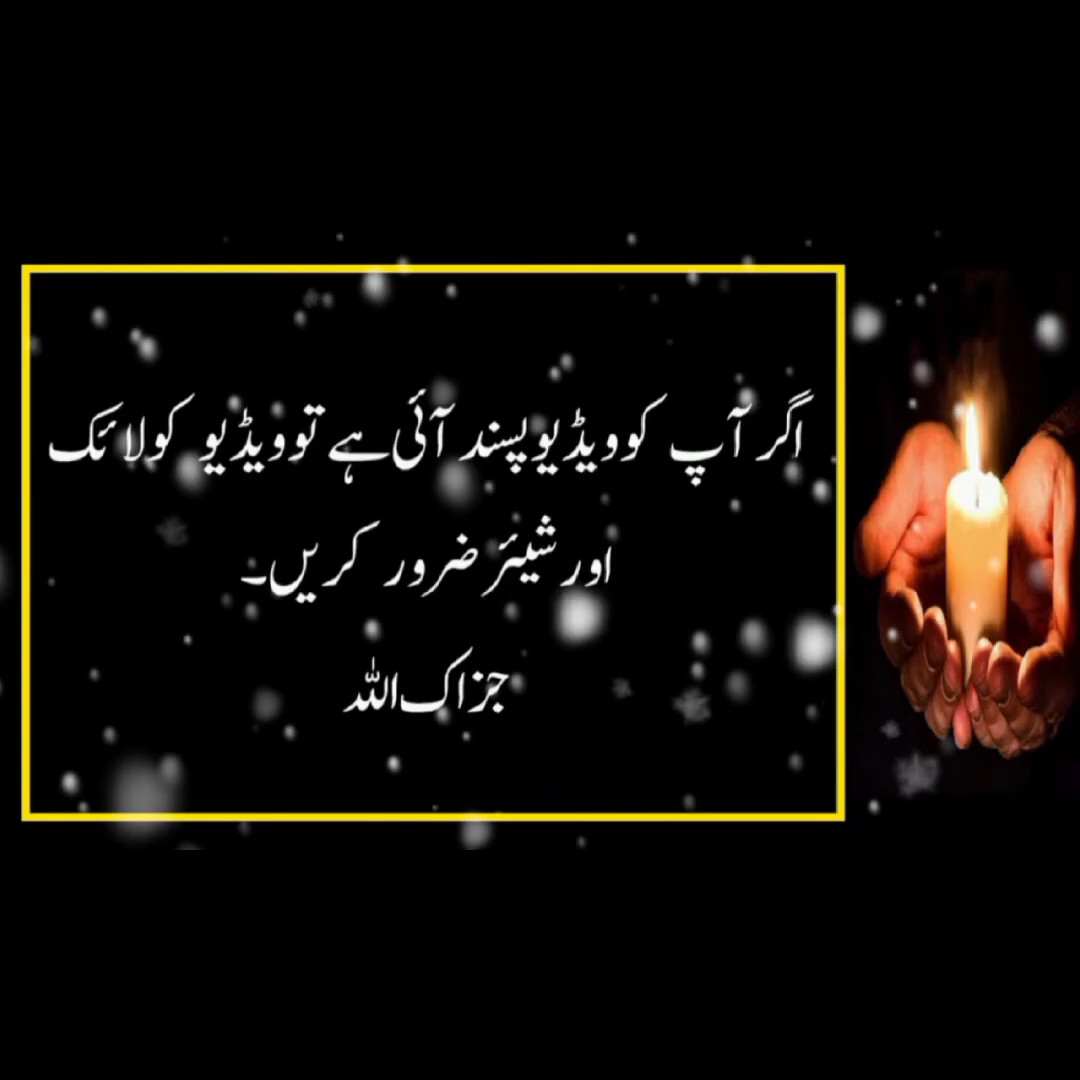 اگر آپ کو ویڈیو پسند آئی ہے تو ویڈیو کو لائک
اور شیئر ضرور کریں۔
جزاک اللہ